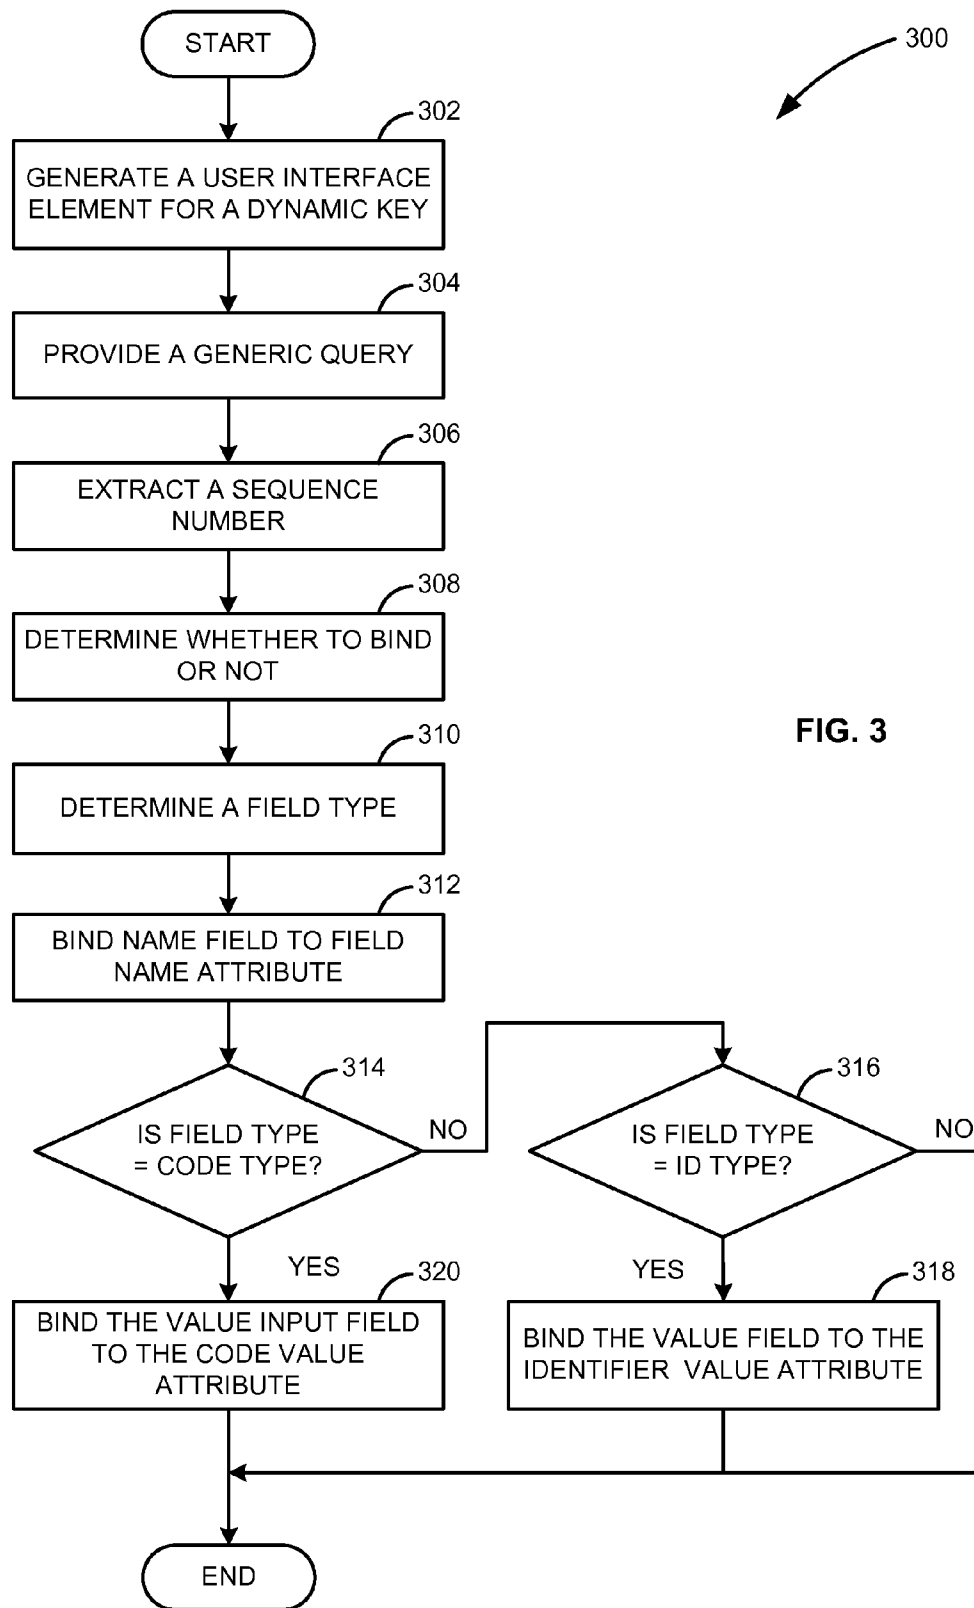 START
300
302
GENERATE A USER INTERFACE
ELEMENT FOR A DYNAMIC KEY
304
PROVIDE A GENERIC QUERY
306
EXTRACT A SEQUENCE
NUMBER
308
DETERMINE WHETHER TO BIND
OR NOT
FIG. 3
310
DETERMINE A FIELD TYPE
312
BIND NAME FIELD TO FIELD
NAME ATTRIBUTE
314
IS FIELD TYPE
= CODE TYPE?
NO
316
IS FIELD TYPE
= ID TYPE?
NO
YES
320
BIND THE VALUE INPUT FIELD
TO THE CODE VALUE
ATTRIBUTE
YES
318
BIND THE VALUE FIELD TO THE
IDENTIFIER VALUE ATTRIBUTE
END